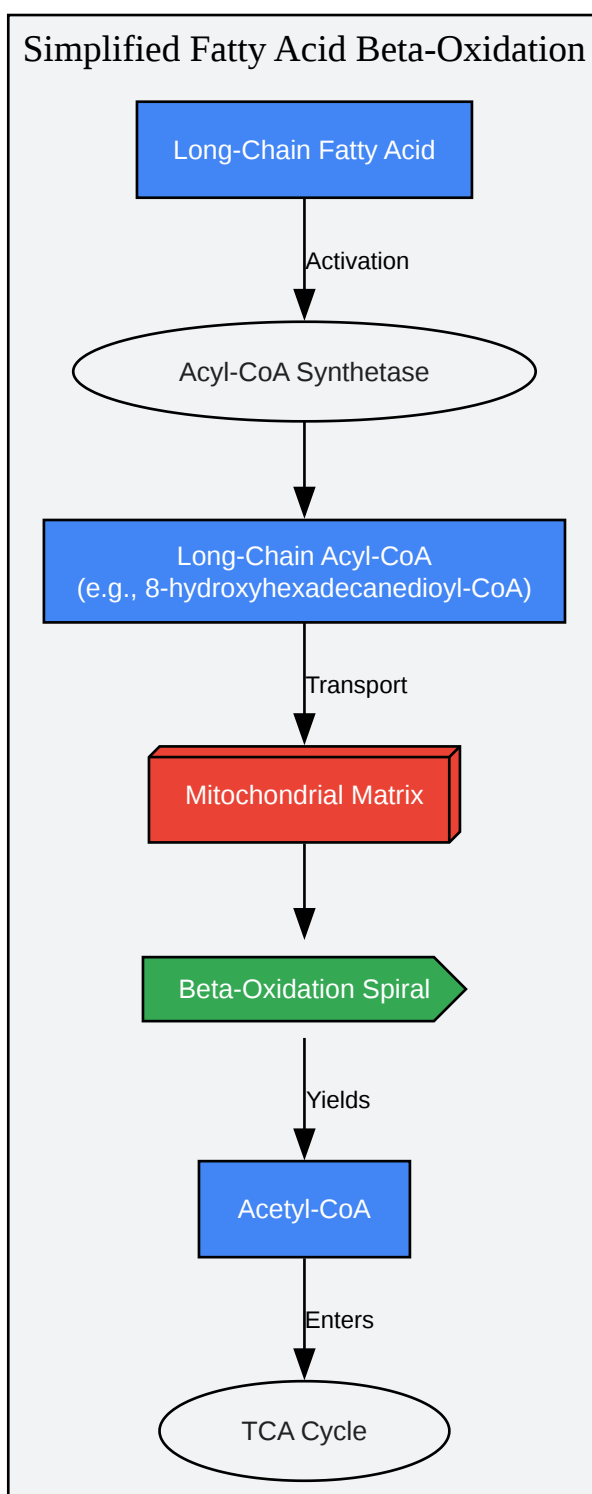 Simplified Fatty Acid Beta-Oxidation
Long-Chain Fatty Acid
Activation
Acyl-CoA Synthetase
Long-Chain Acyl-CoA
(e.g., 8-hydroxyhexadecanedioyl-CoA)
Transport
Mitochondrial Matrix
Beta-Oxidation Spiral
Yields
Acetyl-CoA
Enters
TCA Cycle